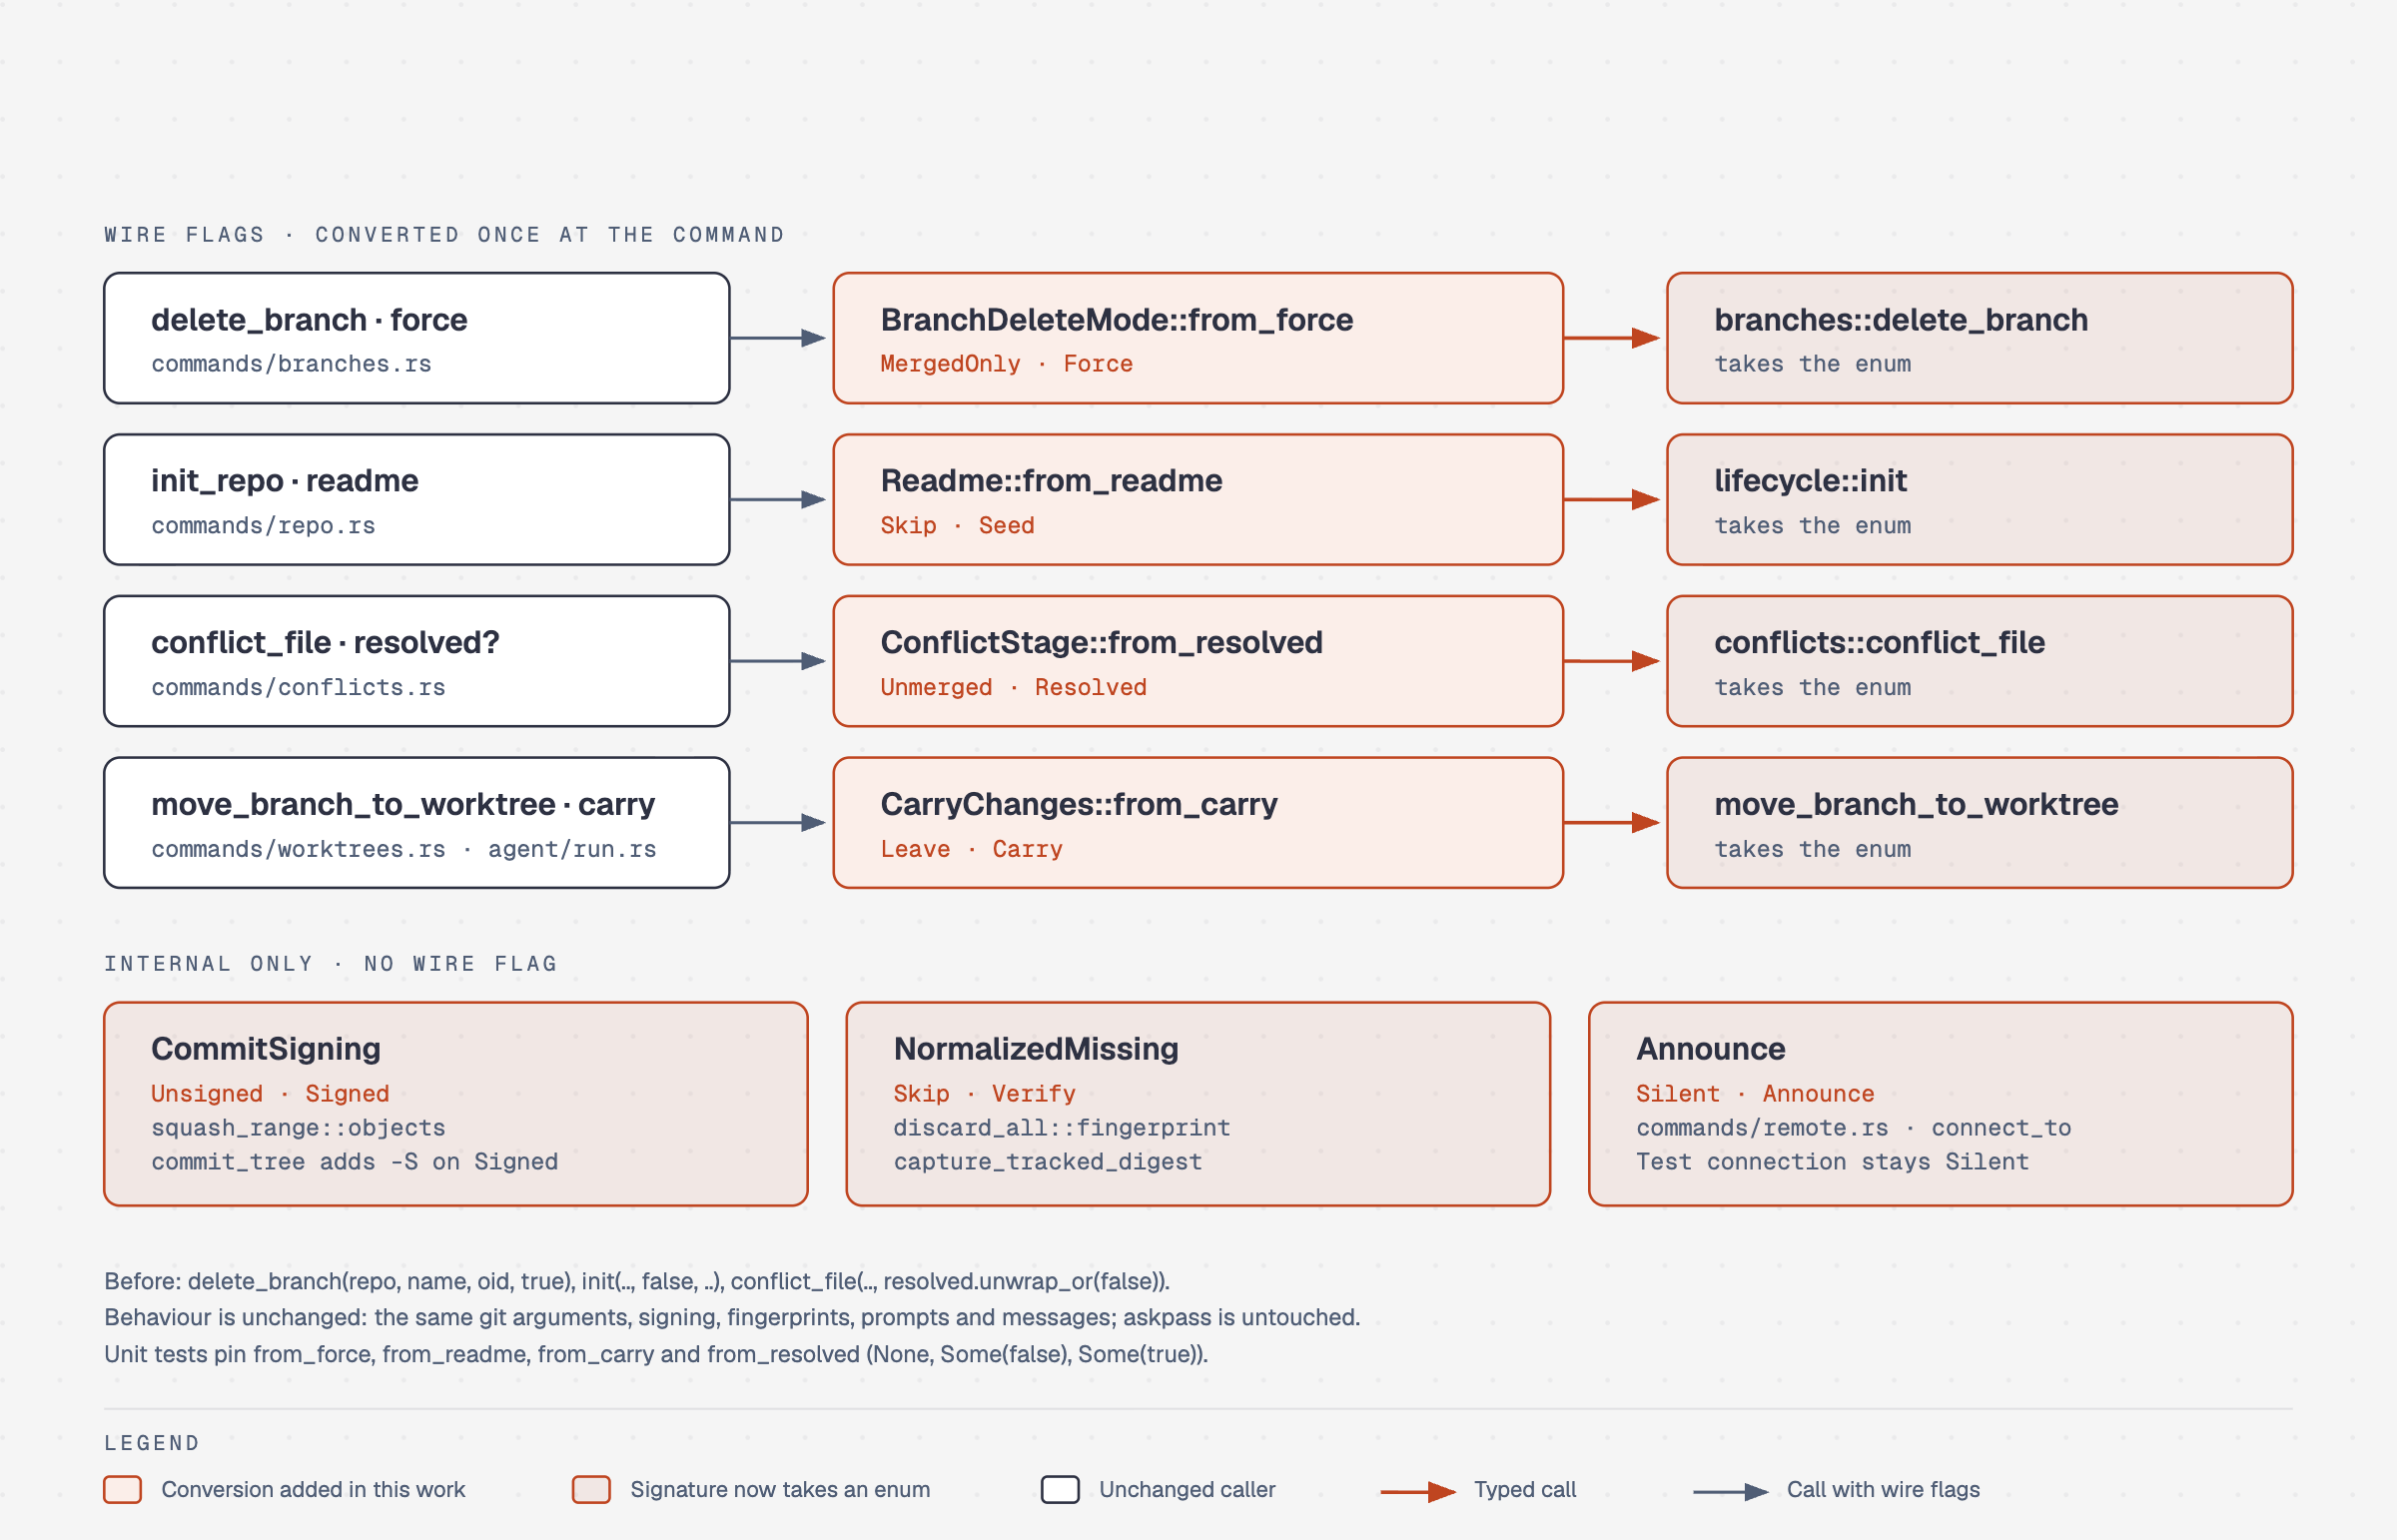 WIRE FLAGS · CONVERTED ONCE AT THE COMMAND
delete_branch · force
commands/branches.rs
BranchDeleteMode::from_force
MergedOnly · Force
branches::delete_branch
takes the enum
init_repo · readme
commands/repo.rs
Readme::from_readme
Skip · Seed
lifecycle::init
takes the enum
conflict_file · resolved?
commands/conflicts.rs
ConflictStage::from_resolved
Unmerged · Resolved
conflicts::conflict_file
takes the enum
move_branch_to_worktree · carry
commands/worktrees.rs · agent/run.rs
CarryChanges::from_carry
Leave · Carry
move_branch_to_worktree
takes the enum
INTERNAL ONLY · NO WIRE FLAG
CommitSigning
Unsigned · Signed
squash_range::objects
commit_tree adds -S on Signed
NormalizedMissing
Skip · Verify
discard_all::fingerprint
capture_tracked_digest
Announce
Silent · Announce
commands/remote.rs · connect_to
Test connection stays Silent
Before: delete_branch(repo, name, oid, true), init(.., false, ..), conflict_file(.., resolved.unwrap_or(false)).
Behaviour is unchanged: the same git arguments, signing, fingerprints, prompts and messages; askpass is untouched.
Unit tests pin from_force, from_readme, from_carry and from_resolved (None, Some(false), Some(true)).
LEGEND
Conversion added in this work
Signature now takes an enum
Unchanged caller
Typed call
Call with wire flags